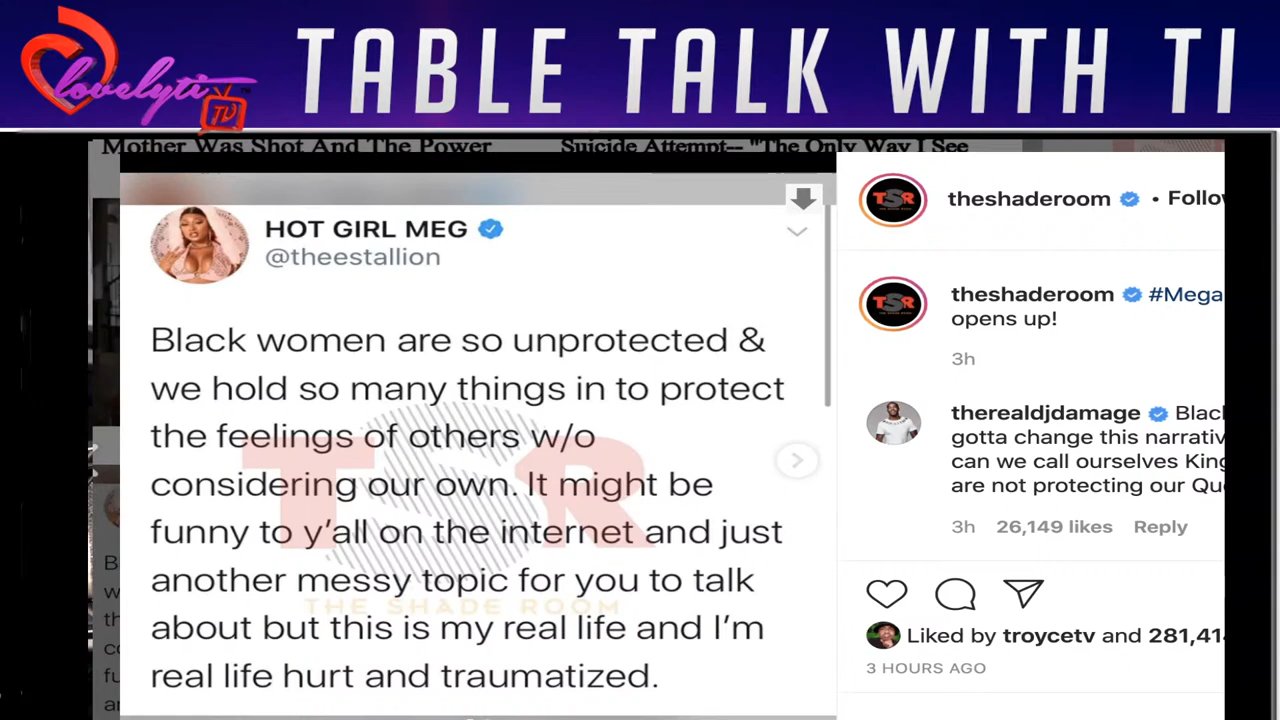 lovelyti TV
TABLE TALK WITH TI
Mother Was Shot And The Power
Suicide Attempt-- "The Only Way I See
HOT GIRL MEG
@theestallion
Black women are so unprotected &
we hold so many things in to protect
the feelings of others w/o
considering our own. It might be
funny to y'all on the internet and just
another messy topic for you to talk
about but this is my real life and I'm
real life hurt and traumatized.
TSR
THE SHADE ROOM
TSR
theshaderoom • Follow
TSR
theshaderoom #Mega
opens up!
3h
therealdjdamage Black
gotta change this narrativ
can we call ourselves King
are not protecting our Que
3h 26,149 likes Reply
Liked by troycetv and 281,414
3 HOURS AGO